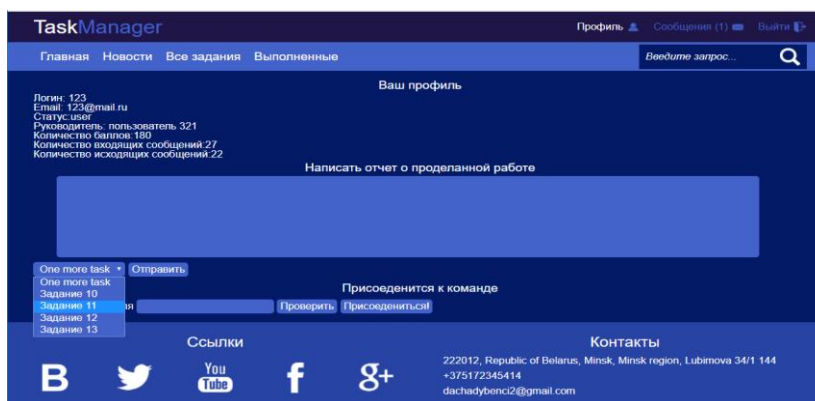 TaskManager
Профиль Сообщения (1) Выйти
Главная Новости Все задания Выполненные Введите запрос...
Ваш профиль
Логин: 123
Email: 123@mail.ru
Статус:user
Руководитель: пользователь 321
Количество баллов:180
Количество входящих сообщений:27
Количество исходящих сообщений:22
Написать отчет о проделанной работе
One more task Отправить
Присоеденится к команде
One more task
Задание 10
Задание 11
Проверить Присоедениться!
Задание 12
Задание 13
Ссылки
Контакты
B You Tube f g+
222012, Republic of Belarus, Minsk, Minsk region, Lubimova 34/1 144
+375172345414
dachadybenci2@gmail.com